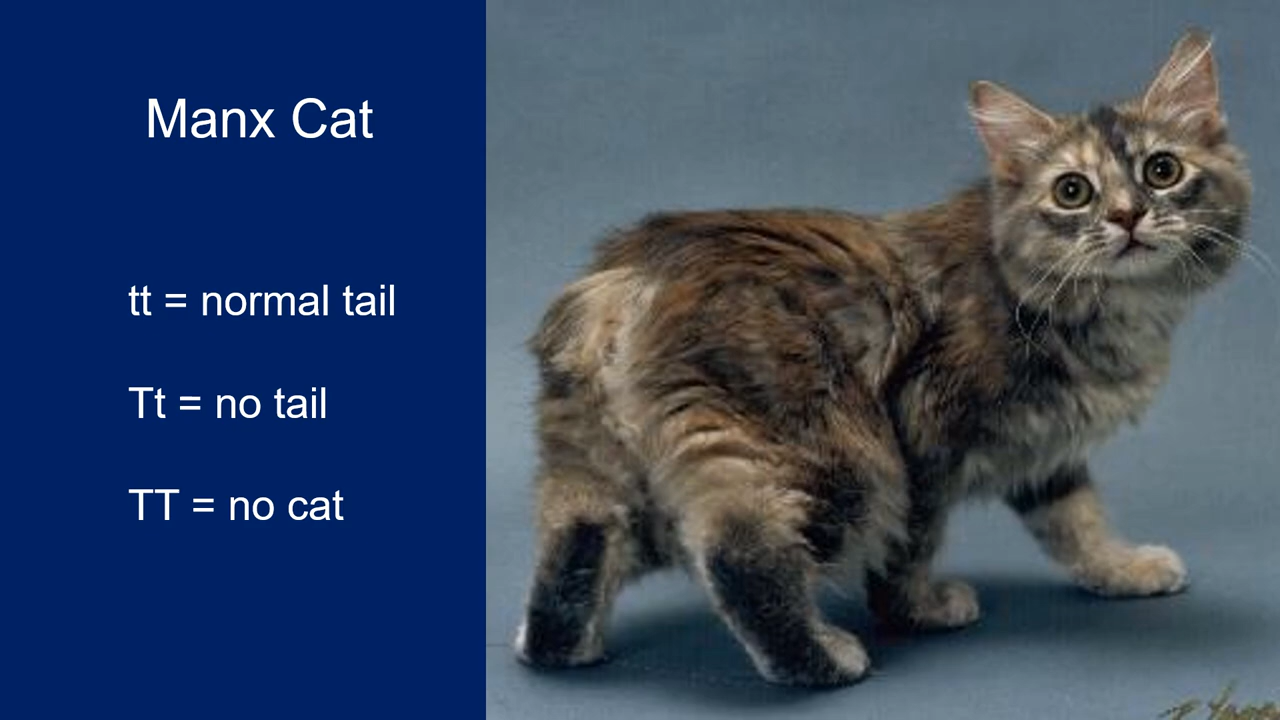 Manx Cat
tt = normal tail
Tt = no tail
TT = no cat